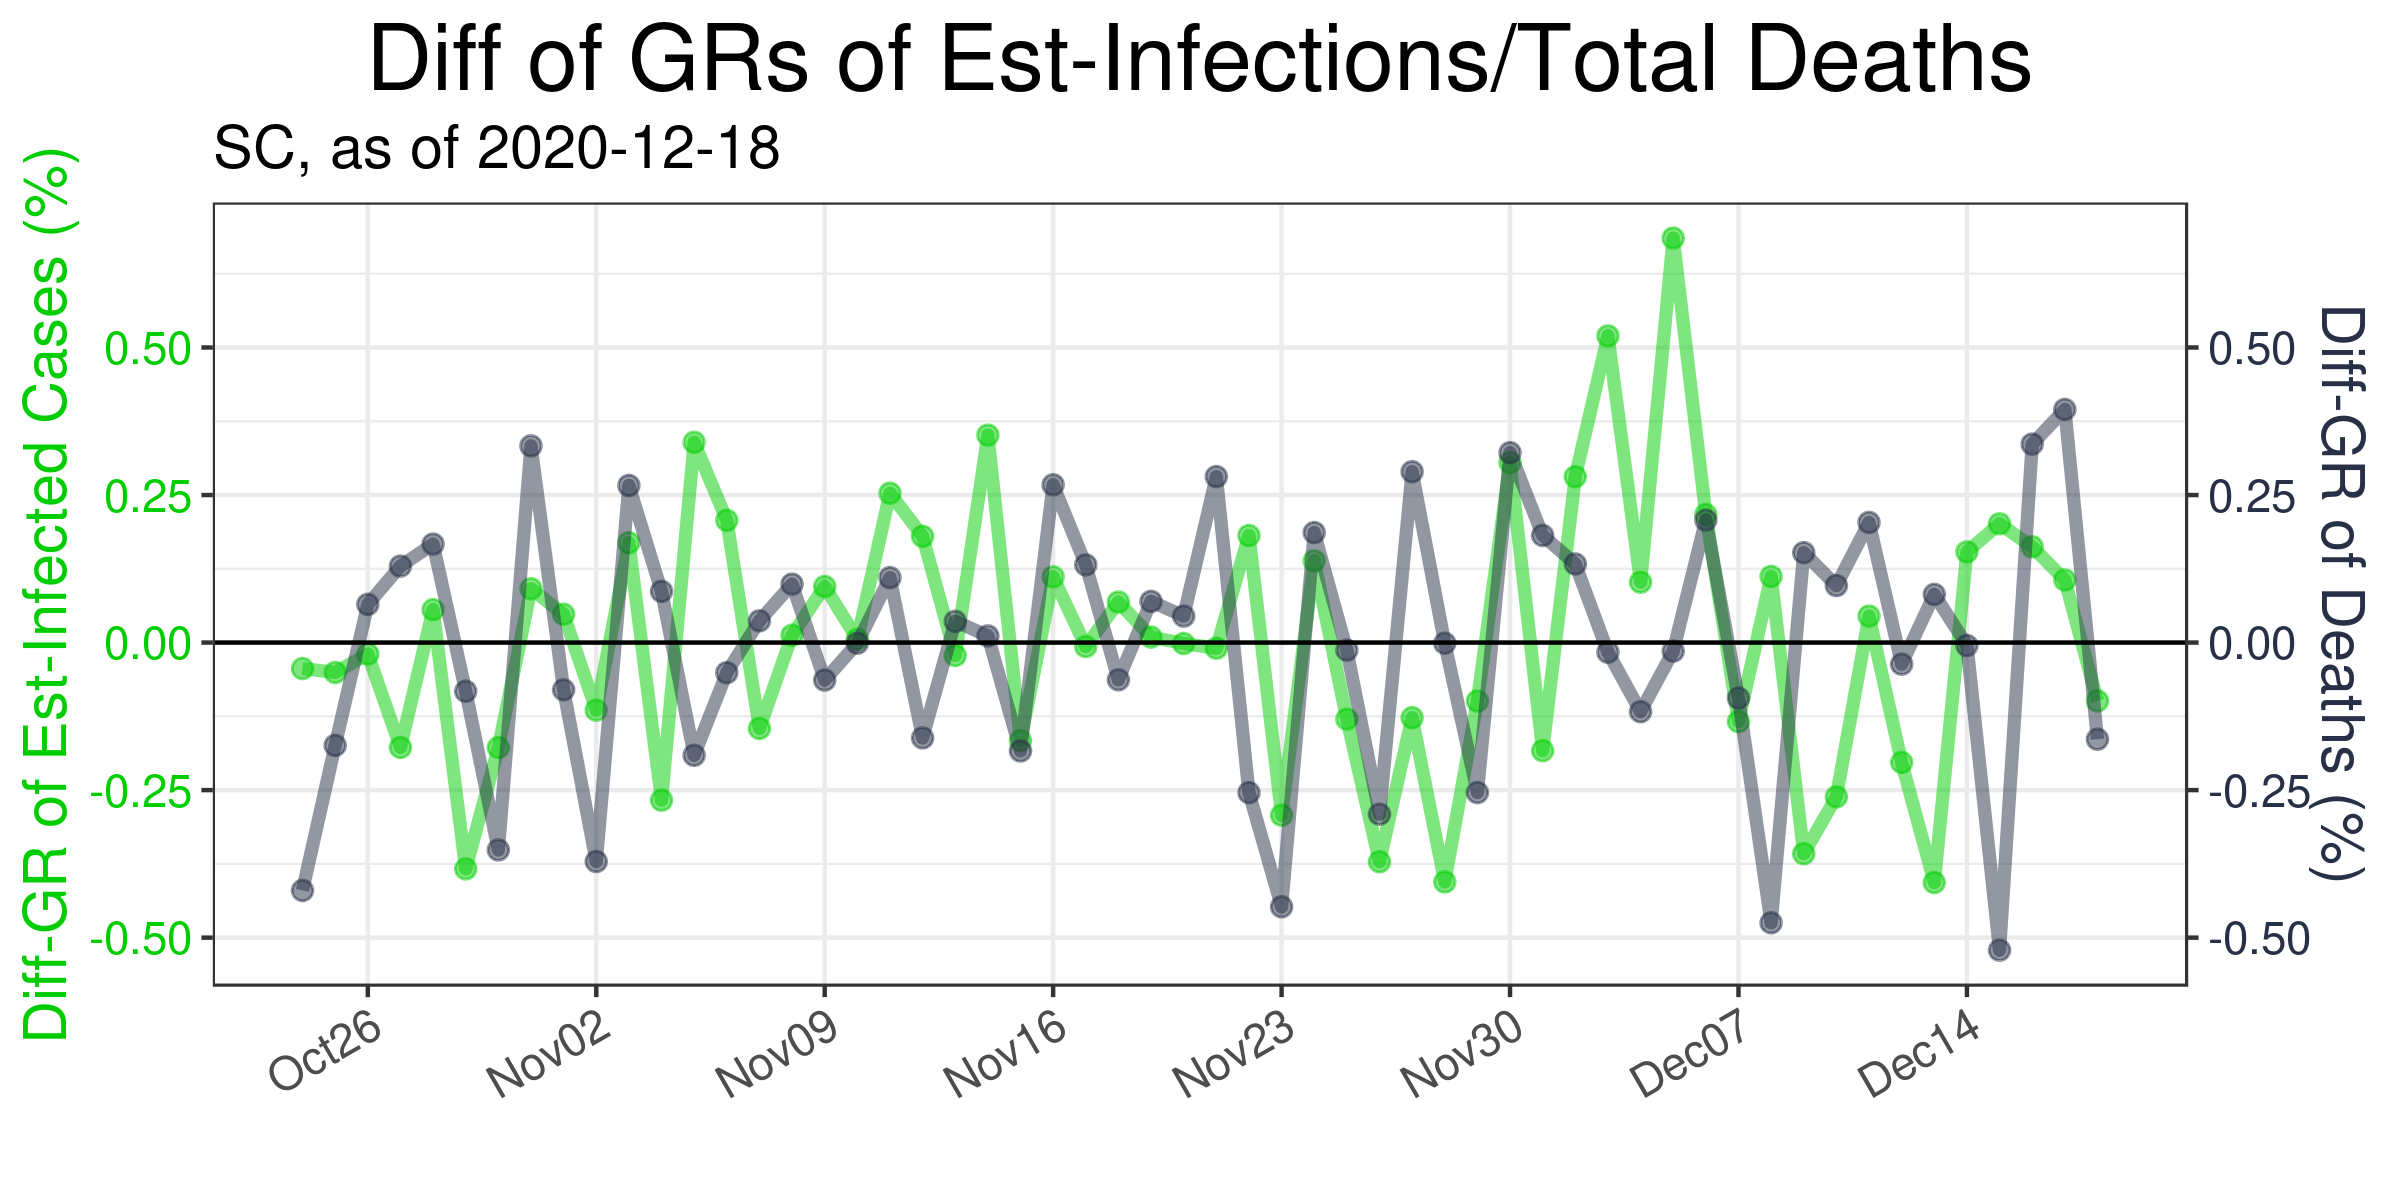 Diff of GRs of Est-Infections/Total Deaths
SC, as of 2020-12-18
Diff-GR of Est-Infected Cases (%)
0.50
0.25
0.00
-0.25
-0.50
0.50
0.25
0.00
-0.25
-0.50
Diff-GR of Deaths (%)
Oct26
Nov02
Nov09
Nov16
Nov23
Nov30
Dec07
Dec14